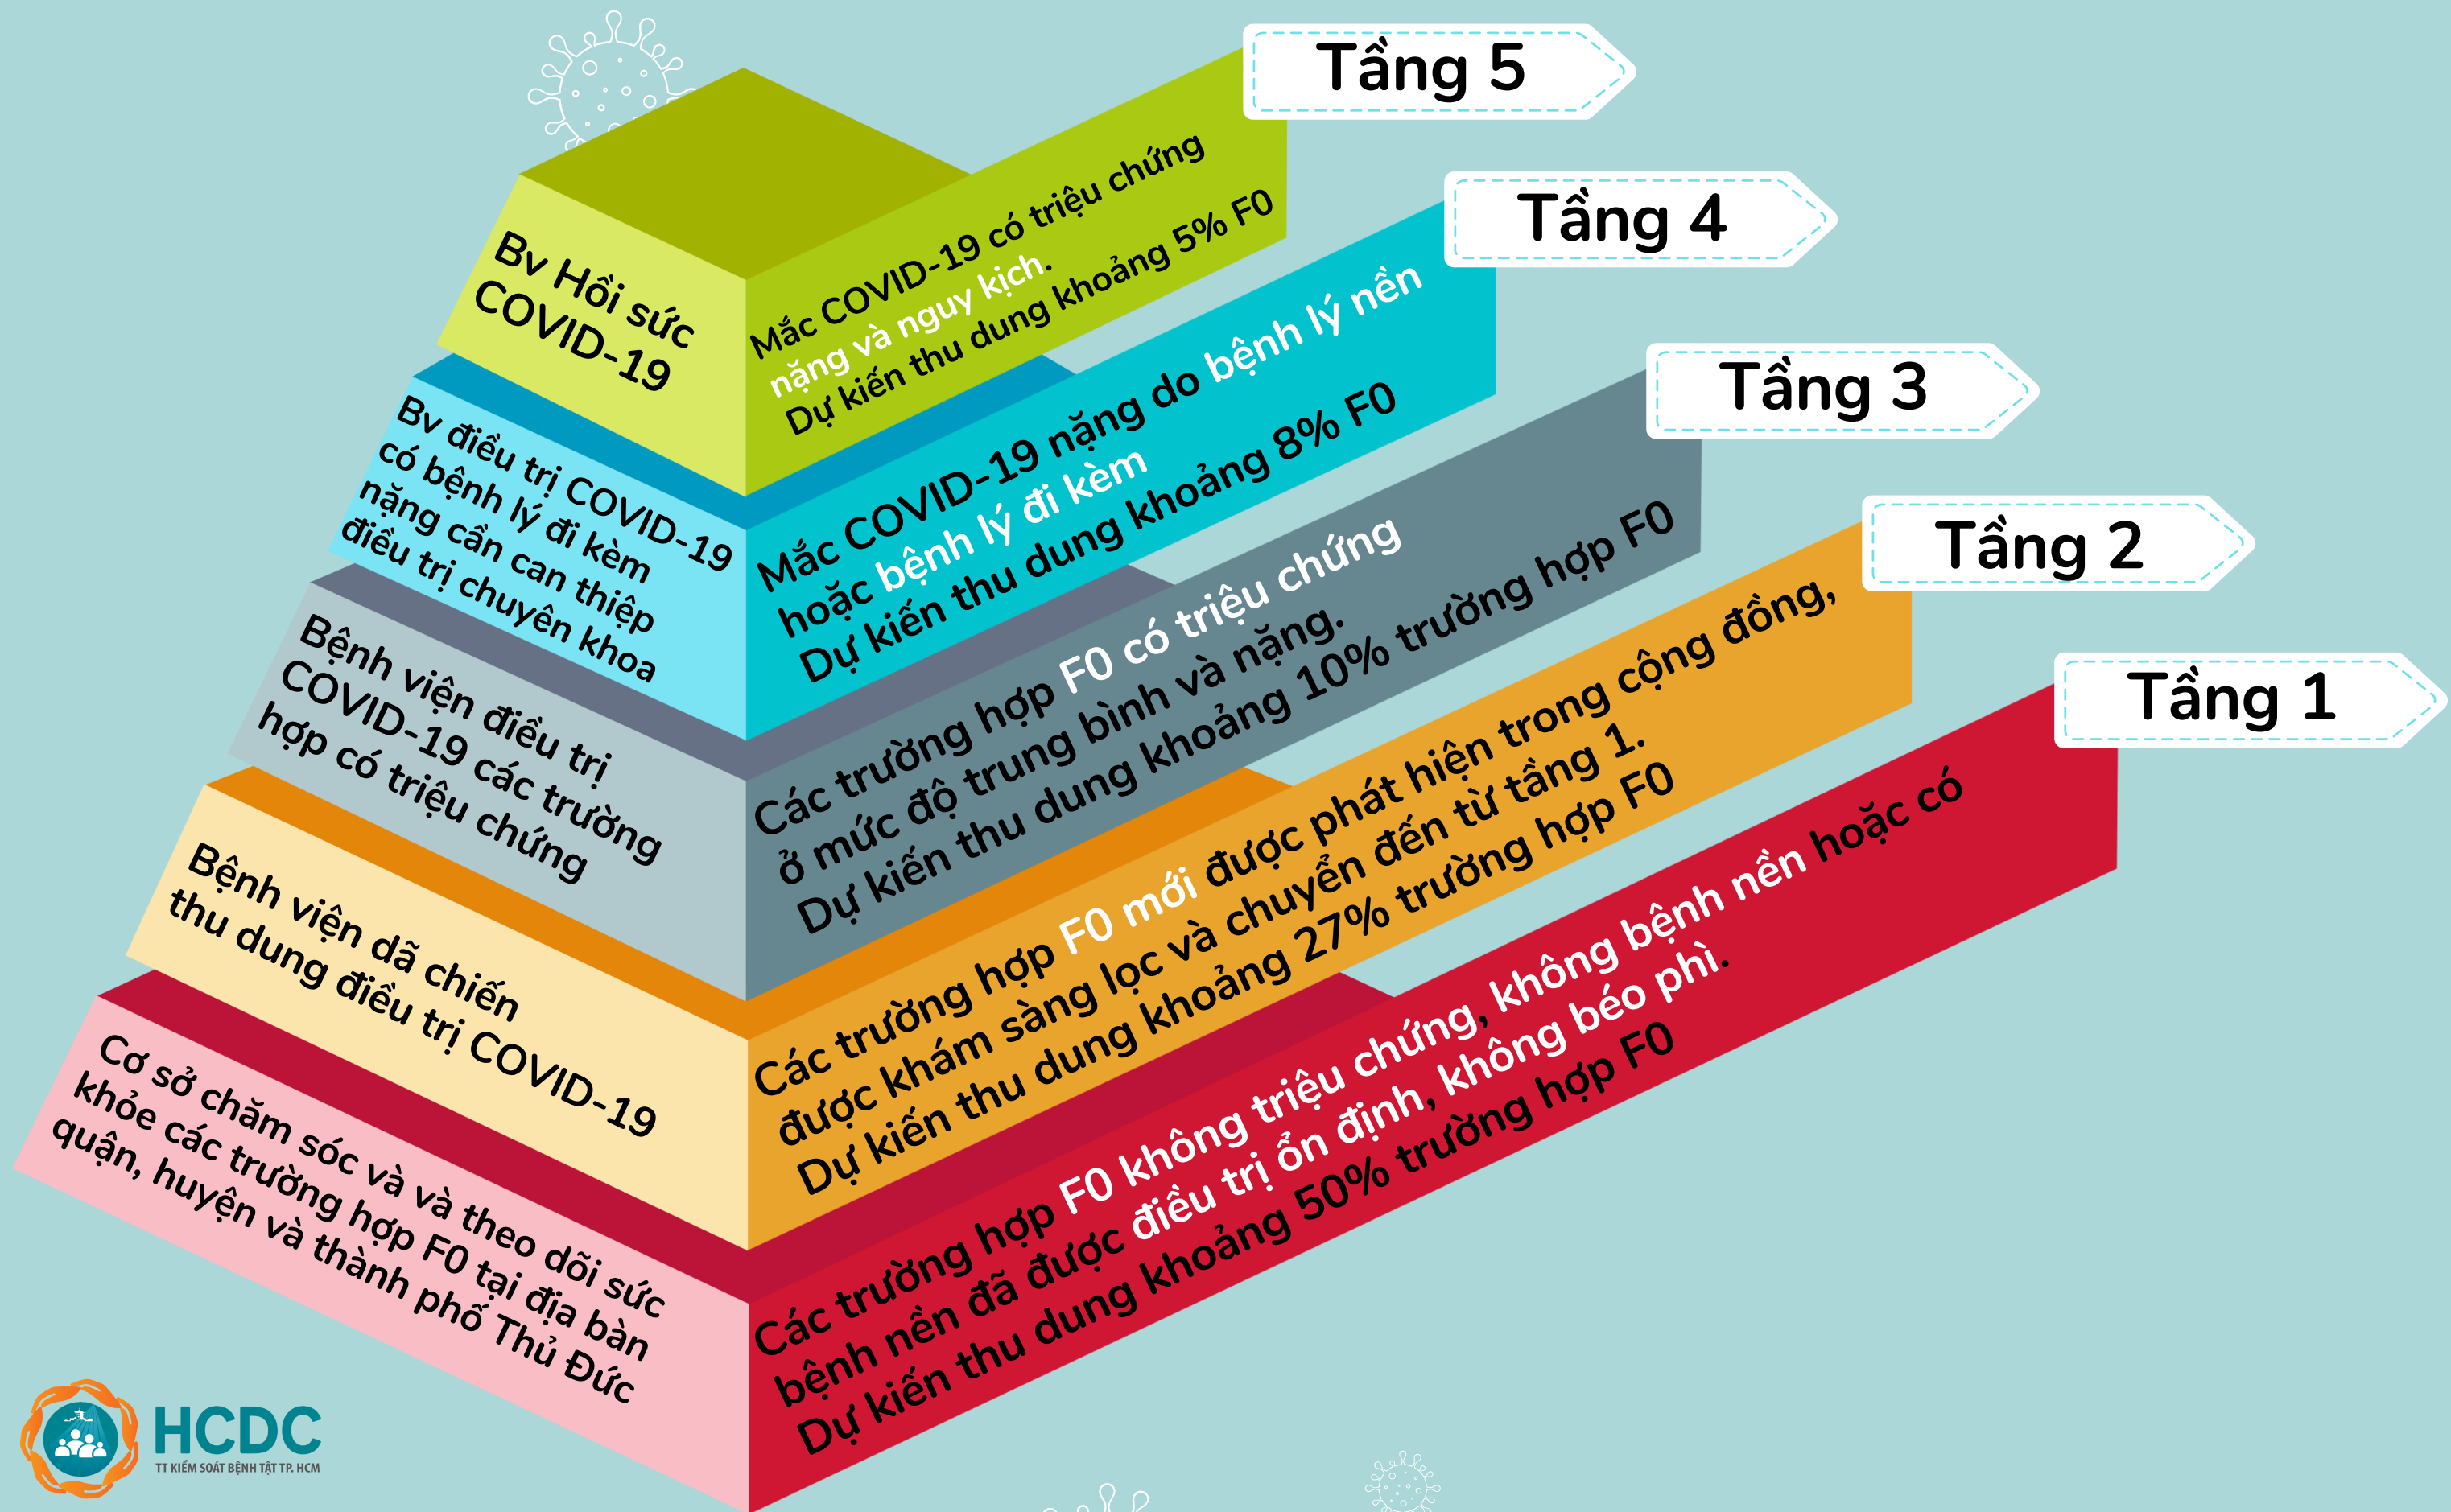 Tầng 5
Bv Hồi sức
COVID-19
Mắc COVID-19 có triệu chứng
nặng và nguy kịch.
Dự kiến thu dung khoảng 5% F0
Tầng 4
Bv điều trị COVID-19
có bệnh lý đi kèm
nặng cần can thiệp
điều trị chuyên khoa
Mắc COVID-19 nặng do bệnh lý nền
hoặc bệnh lý đi kèm
Dự kiến thu dung khoảng 8% F0
Tầng 3
Bệnh viện điều trị
COVID-19 các trường
hợp có triệu chứng
Các trường hợp F0 có triệu chứng
ở mức độ trung bình và nặng.
Dự kiến thu dung khoảng 10% trường hợp F0
Tầng 2
Bệnh viện dã chiến
thu dung điều trị COVID-19
Các trường hợp F0 mới được phát hiện trong cộng đồng,
được khám sàng lọc và chuyển đến từ tầng 1.
Dự kiến thu dung khoảng 27% trường hợp F0
Tầng 1
Cơ sở chăm sóc và và theo dõi sức
khỏe các trường hợp F0 tại địa bàn
quận, huyện và thành phố Thủ Đức
Các trường hợp F0 không triệu chứng, không bệnh nền hoặc có
bệnh nền đã được điều trị ổn định, không béo phì.
Dự kiến thu dung khoảng 50% trường hợp F0
HCDC
TT KIỂM SOÁT BỆNH TẬT TP. HCM